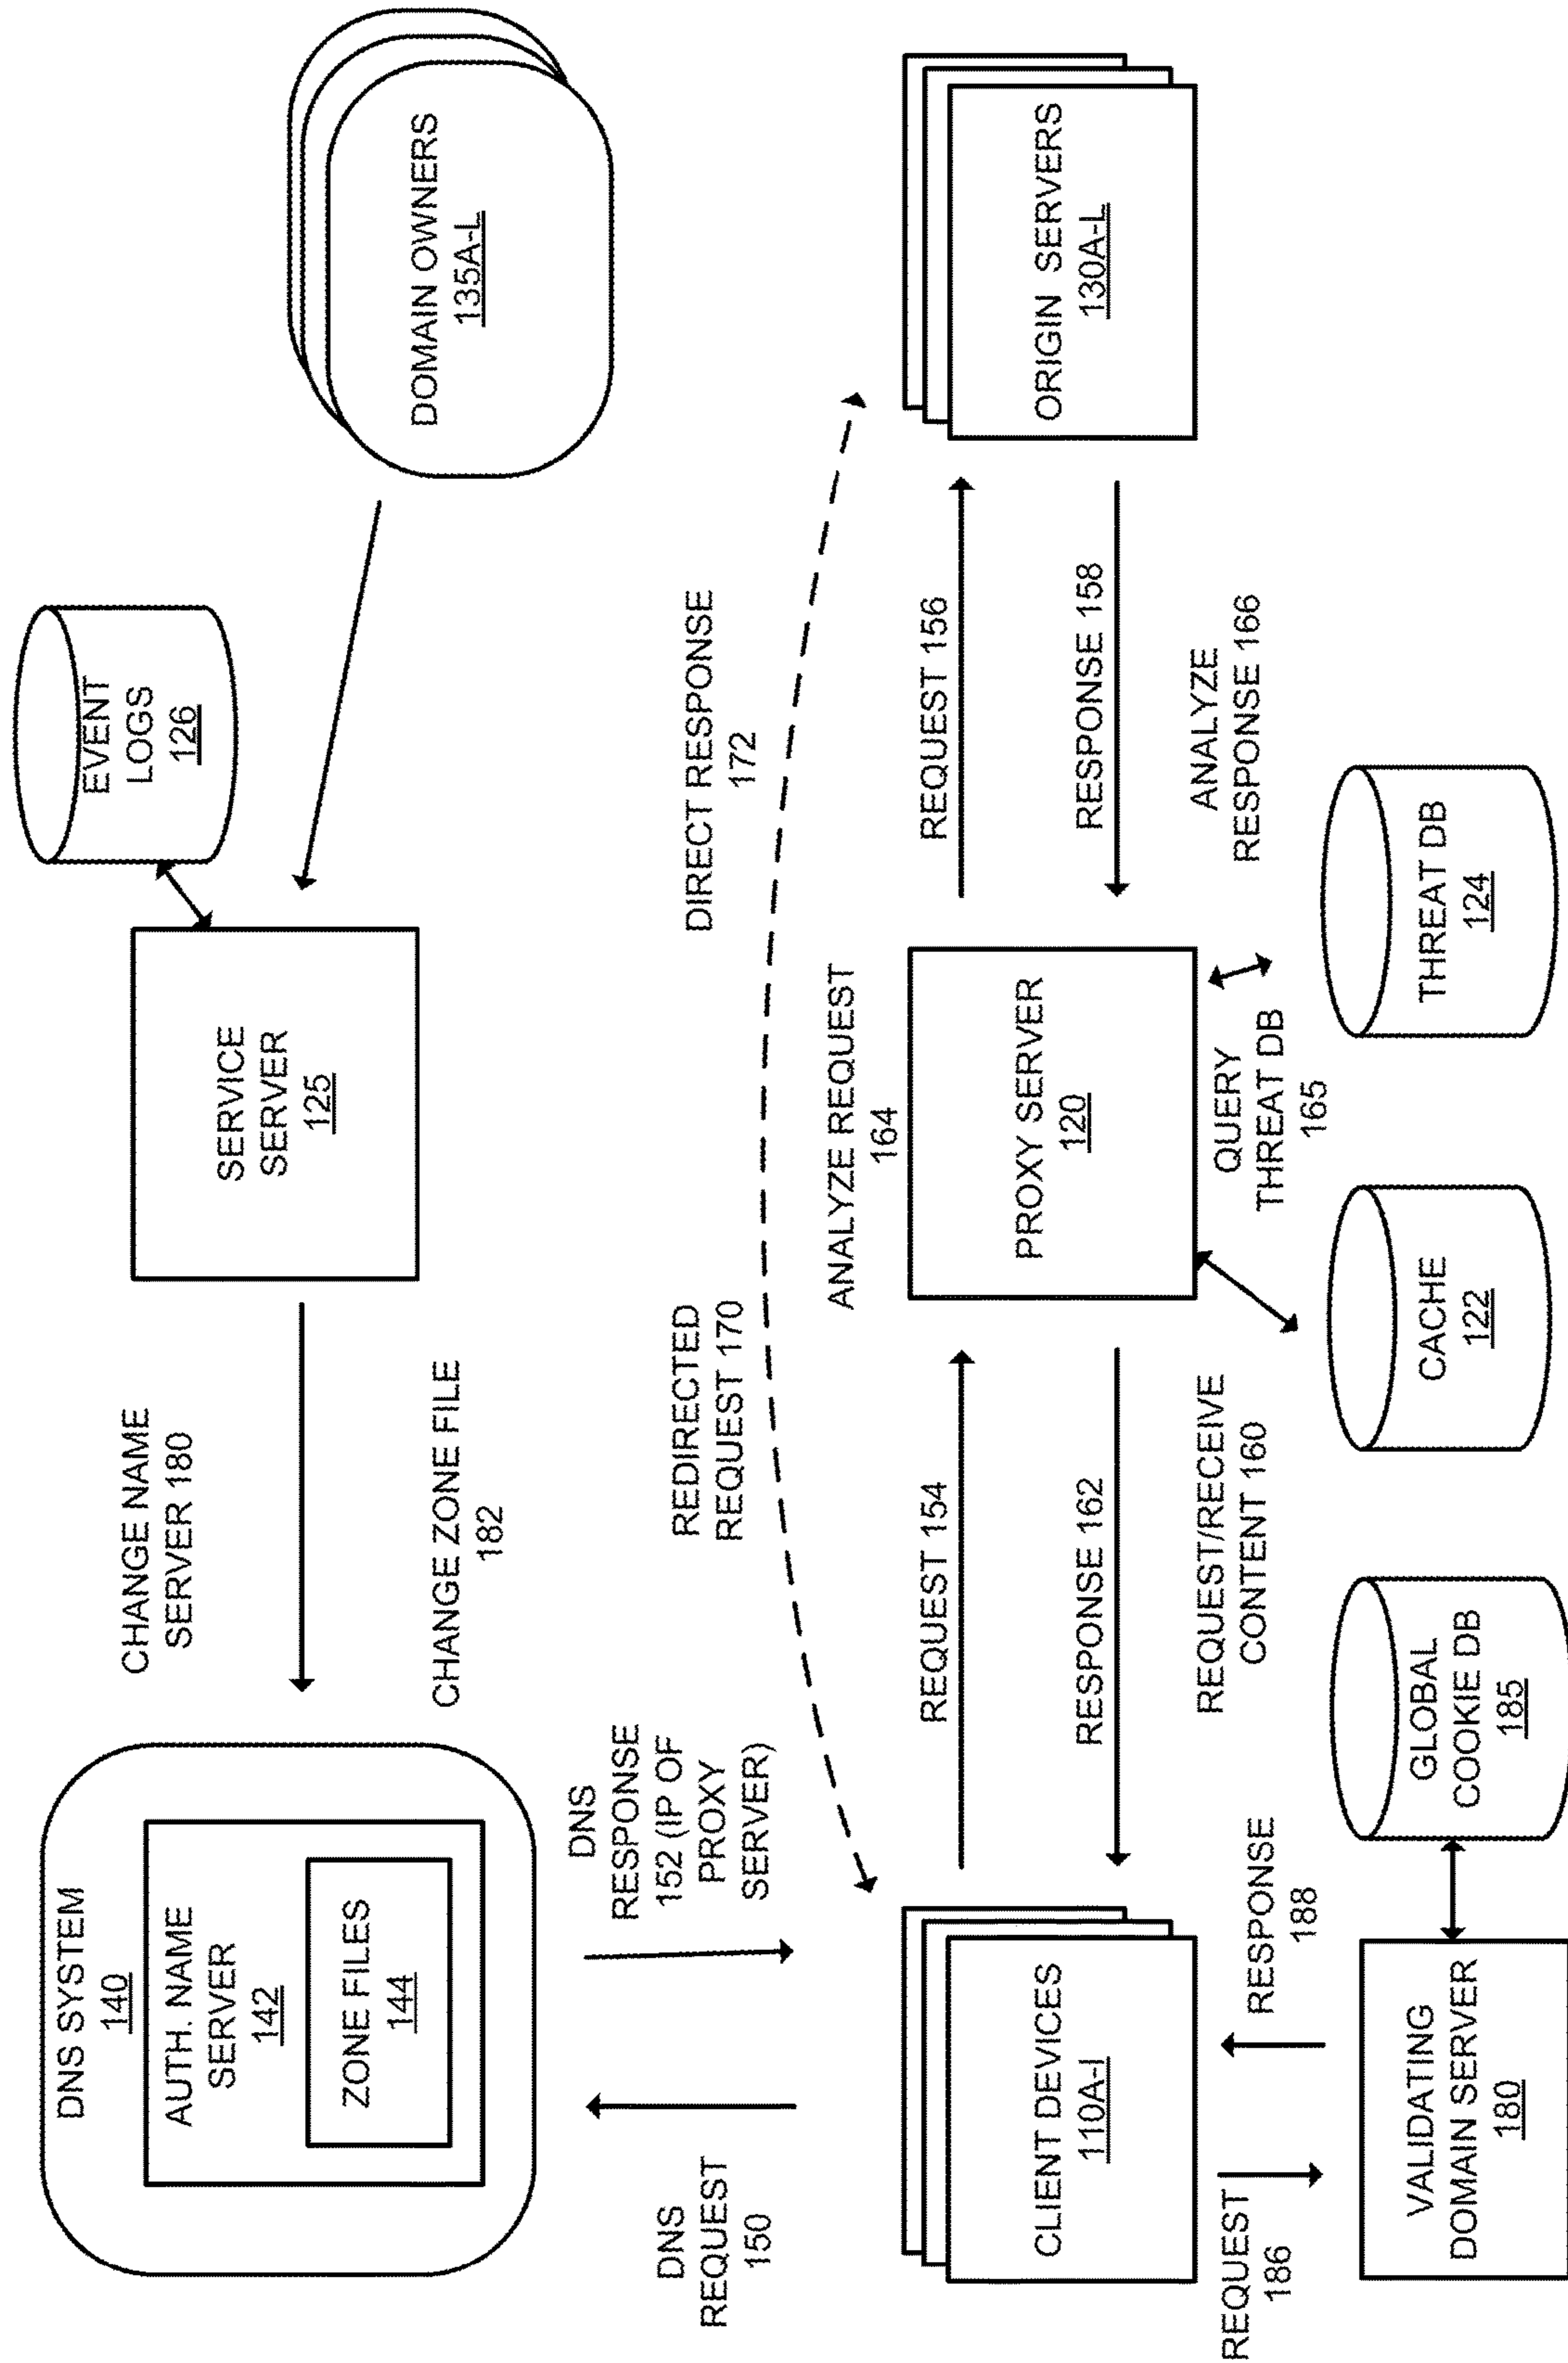 DNS SYSTEM
140
AUTH. NAME
SERVER
142
ZONE FILES
144
CHANGE NAME
SERVER 180
CHANGE ZONE FILE
182
SERVICE
SERVER
125
EVENT
LOGS
126
DOMAIN OWNERS
135A-L
DNS
REQUEST
150
DNS
RESPONSE
152 (IP OF
PROXY
SERVER)
REDIRECTED
REQUEST 170
DIRECT RESPONSE
172
ANALYZE REQUEST
164
CLIENT DEVICES
110A-I
REQUEST 154
RESPONSE 162
PROXY SERVER
120
REQUEST 156
RESPONSE 158
ORIGIN SERVERS
130A-L
REQUEST
186
RESPONSE
188
REQUEST/RECEIVE
CONTENT 160
QUERY
THREAT DB
165
ANALYZE
RESPONSE 166
VALIDATING
DOMAIN SERVER
180
GLOBAL
COOKIE DB
185
CACHE
122
THREAT DB
124